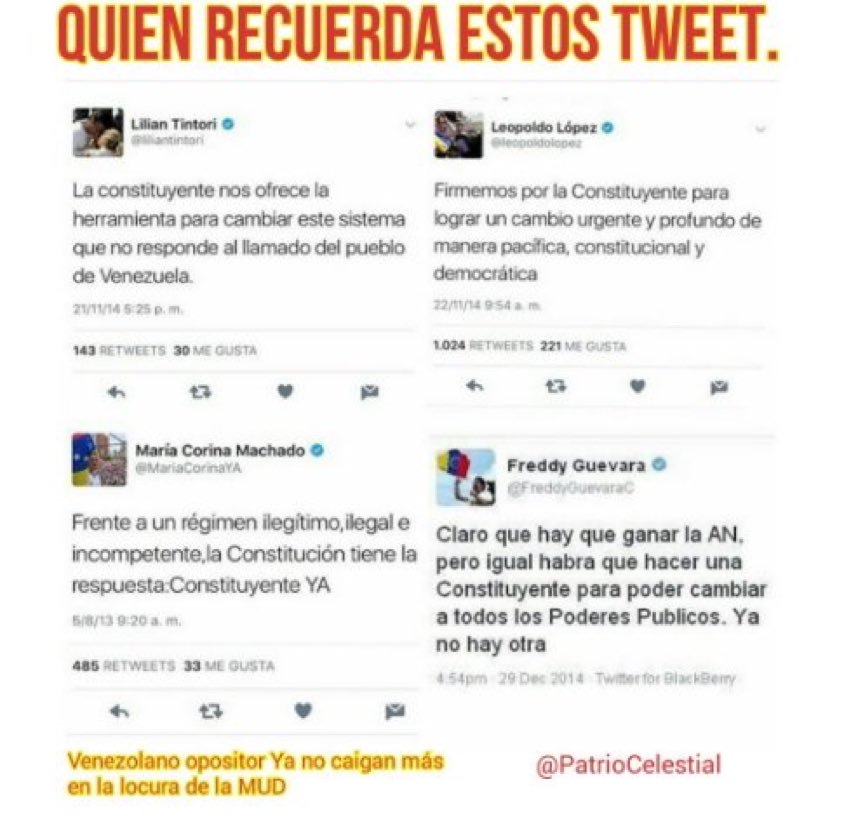 QUIEN RECUERDA ESTOS TWEET.
Lilian Tintori
@liliantintori
La constituyente nos ofrece la
herramienta para cambiar este sistema
que no responde al llamado del pueblo
de Venezuela.
21/11/14 5:25 p. m.
143 RETWEETS 30 ME GUSTA
Leopoldo López
@leopoldolopez
Firmemos por la Constituyente para
lograr un cambio urgente y profundo de
manera pacífica, constitucional y
democrática
22/11/14 9:54 a. m.
1.024 RETWEETS 221 ME GUSTA
María Corina Machado
@MariaCorinaYA
Frente a un régimen ilegítimo,ilegal e
incompetente,la Constitución tiene la
respuesta:Constituyente YA
5/8/13 9:20 a. m.
485 RETWEETS 33 ME GUSTA
Freddy Guevara
@FreddyGuevaraC
Claro que hay que ganar la AN,
pero igual habra que hacer una
Constituyente para poder cambiar
a todos los Poderes Publicos. Ya
no hay otra
4:54pm · 29 Dec 2014 · Twitter for BlackBerry
Venezolano opositor Ya no caigan más
en la locura de la MUD
@PatrioCelestial